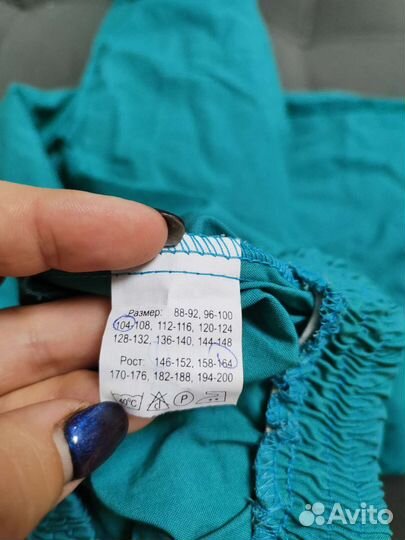 Размер: 88-92, 96-100
104-108, 112-116, 120-124
128-132, 136-140, 144-148
Рост: 146-152, 158-164
170-176, 182-188, 194-200
40°C P
Avito